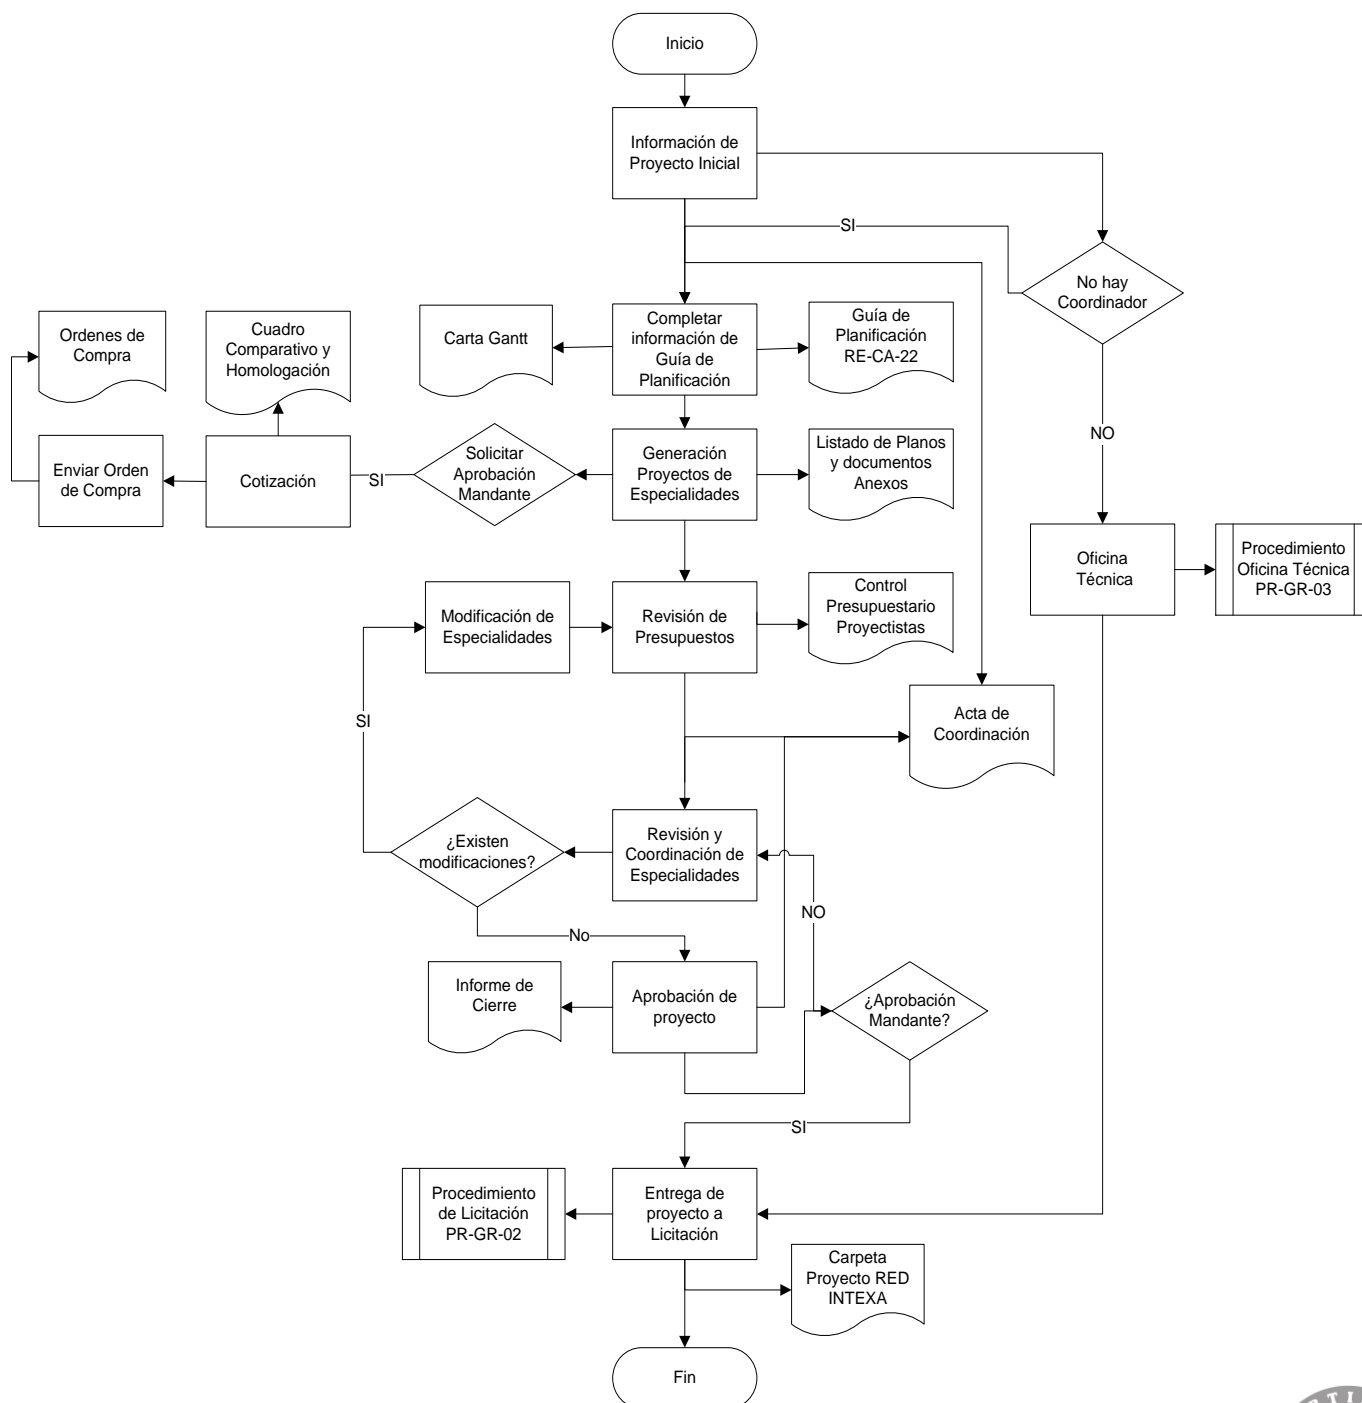 Inicio
Información de
Proyecto Inicial
SI
No hay
Coordinador
Ordenes de
Compra
Cuadro
Comparativo y
Homologación
Carta Gantt
Completar
información de
Guía de
Planificación
Guía de
Planificación
RE-CA-22
NO
Enviar Orden
de Compra
Cotización
SI
Solicitar
Aprobación
Mandante
Generación
Proyectos de
Especialidades
Listado de Planos
y documentos
Anexos
Oficina
Técnica
Procedimiento
Oficina Técnica
PR-GR-03
Modificación de
Especialidades
Revisión de
Presupuestos
Control
Presupuestario
Proyectistas
SI
Acta de
Coordinación
¿Existen
modificaciones?
Revisión y
Coordinación de
Especialidades
NO
No
Informe de
Cierre
Aprobación de
proyecto
¿Aprobación
Mandante?
SI
Procedimiento
de Licitación
PR-GR-02
Entrega de
proyecto a
Licitación
Carpeta
Proyecto RED
INTEXA
Fin